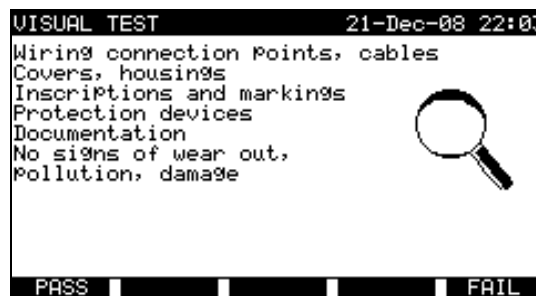 VISUAL TEST 21-Dec-08 22:03
Wiring connection points, cables
Covers, housings
Inscriptions and markings
Protection devices
Documentation
No signs of wear out,
pollution, damage
PASS FAIL